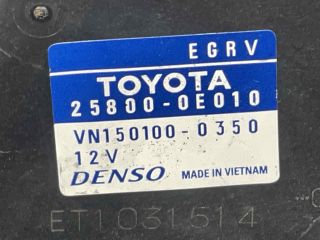 EGRV
TOYOTA
25800-0E010
VN150100-0350
12V
DENSO MADE IN VIETNAM
ET1031514